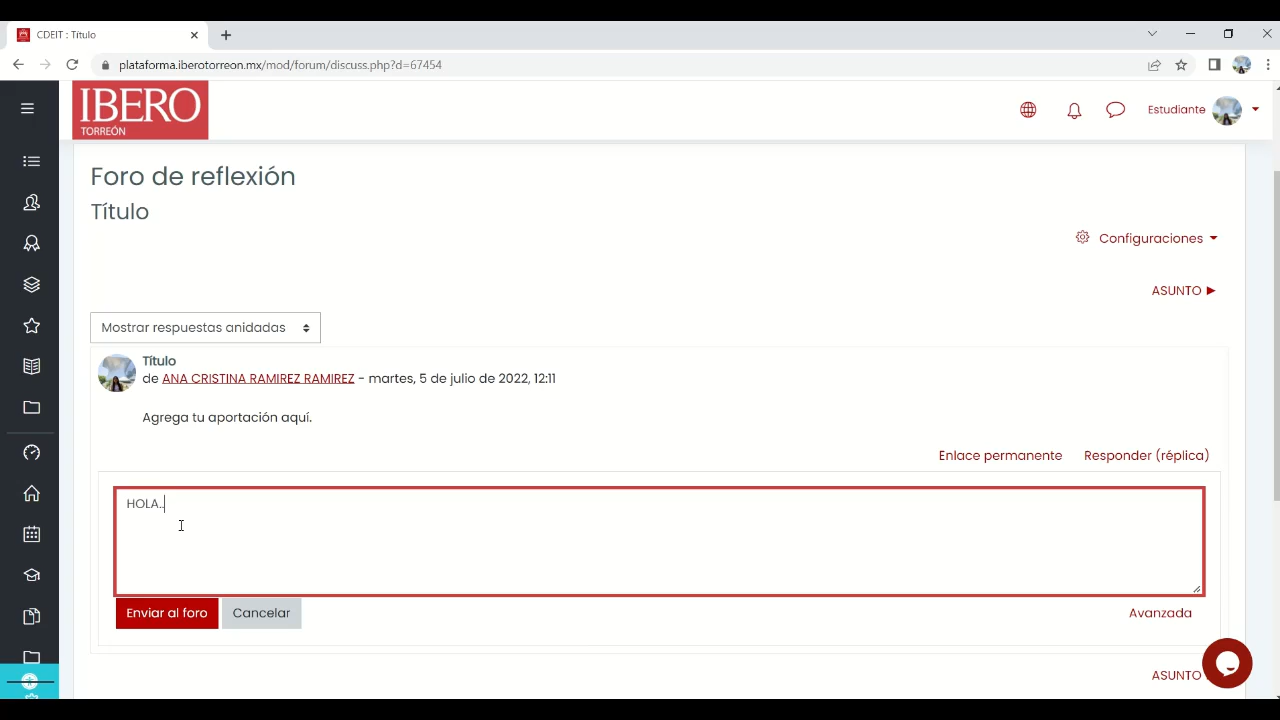 CDEIT : Título
plataforma.iberotorreon.mx/mod/forum/discuss.php?d=67454
IBERO
TORREÓN
Estudiante
Foro de reflexión
Título
Configuraciones
ASUNTO ▶
Mostrar respuestas anidadas
Título
de ANA CRISTINA RAMIREZ RAMIREZ - martes, 5 de julio de 2022, 12:11
Agrega tu aportación aquí.
Enlace permanente Responder (réplica)
HOLA..
Enviar al foro Cancelar Avanzada
ASUNTO